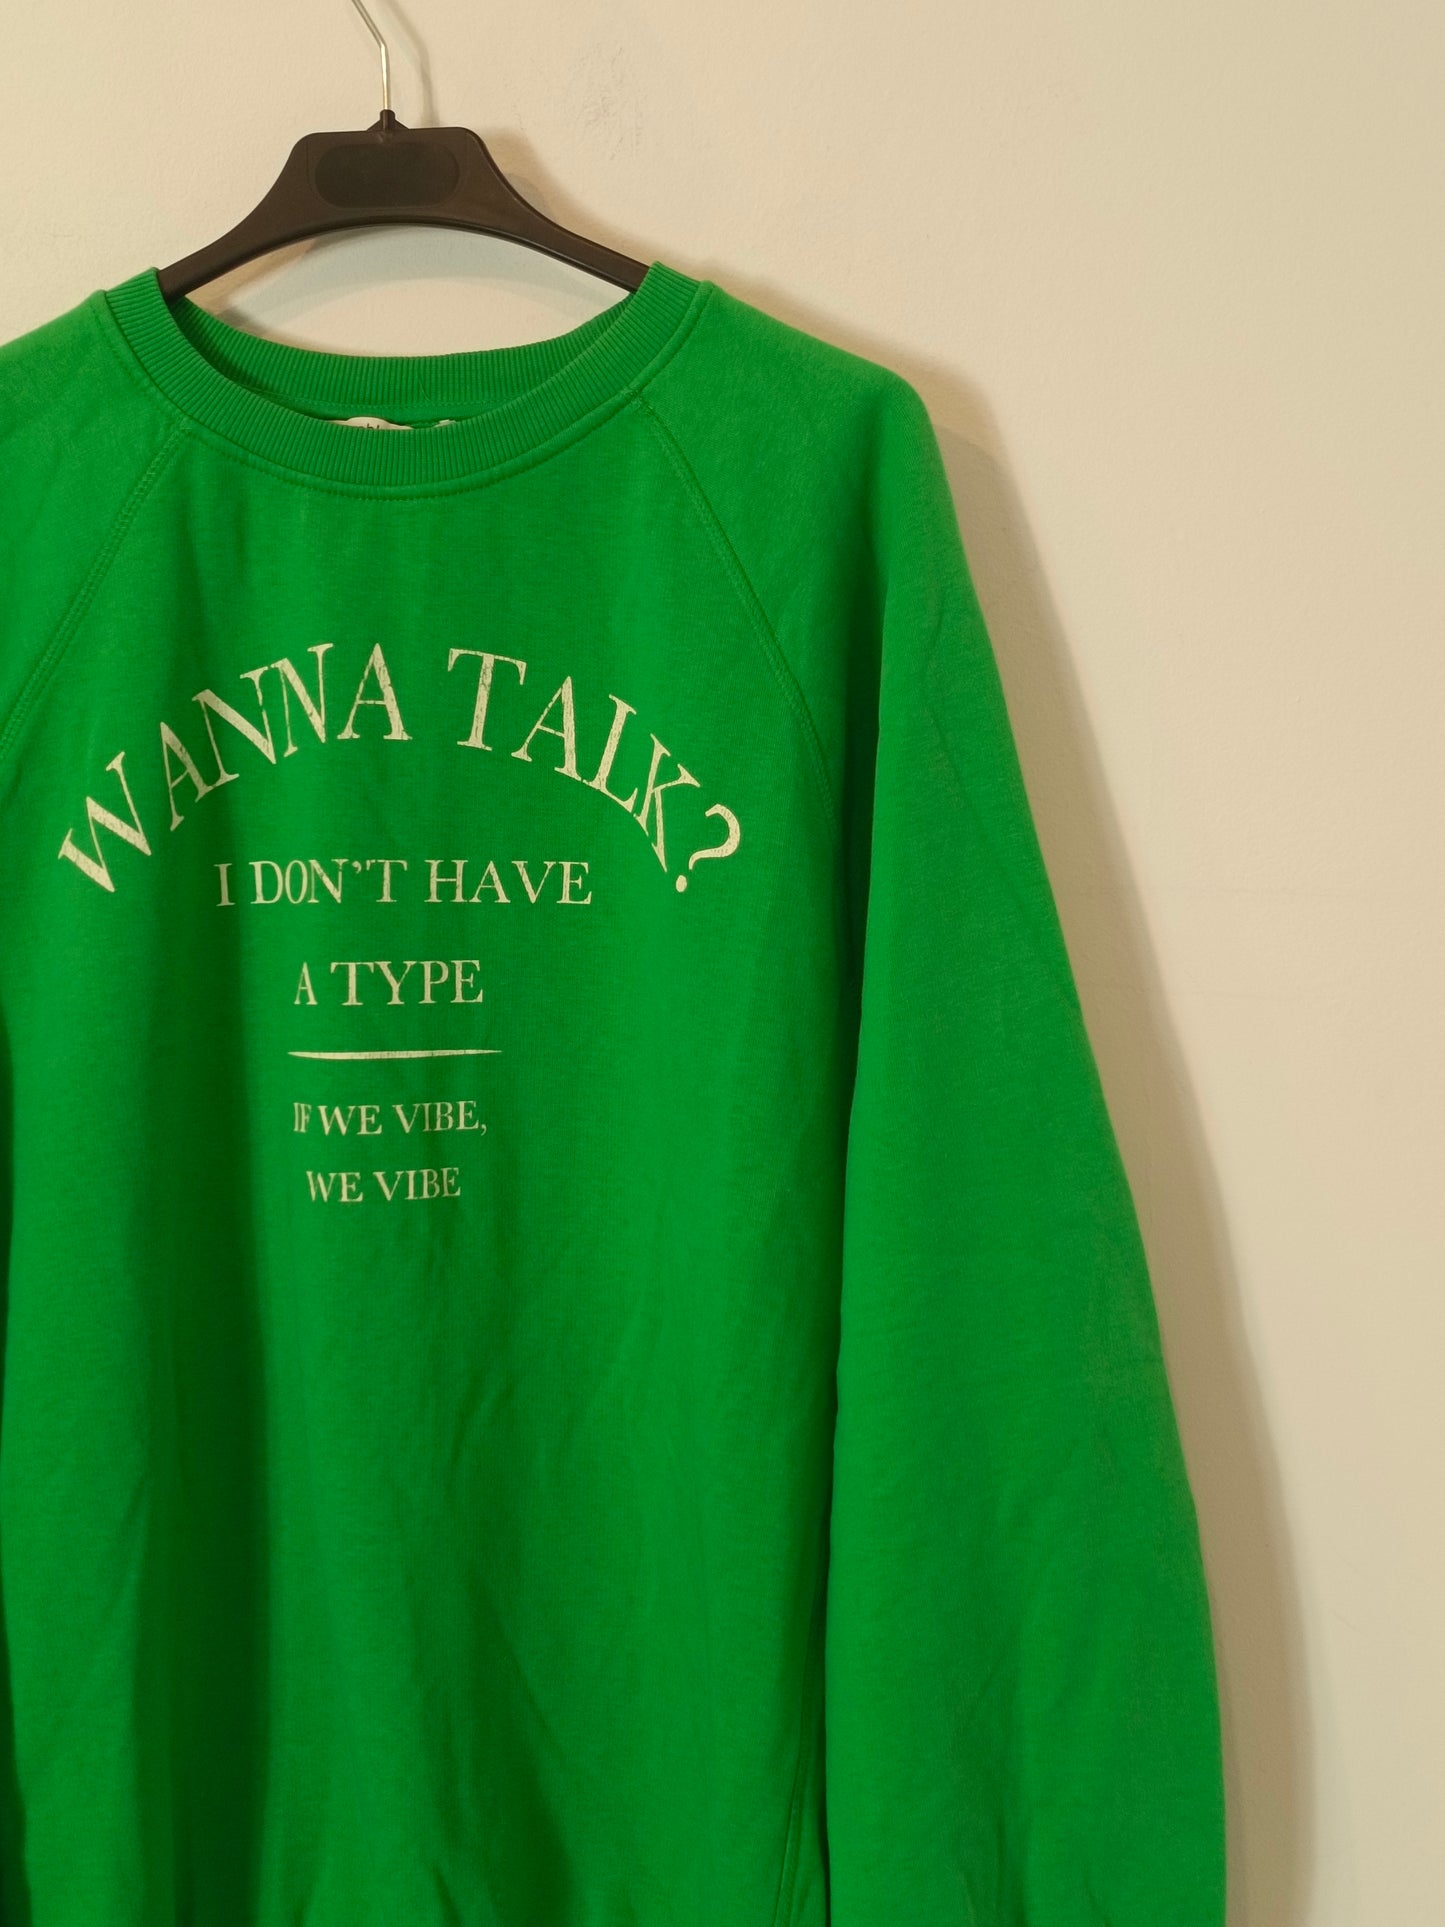 WANNA TALK?
I DON'T HAVE
A TYPE
IF WE VIBE,
WE VIBE